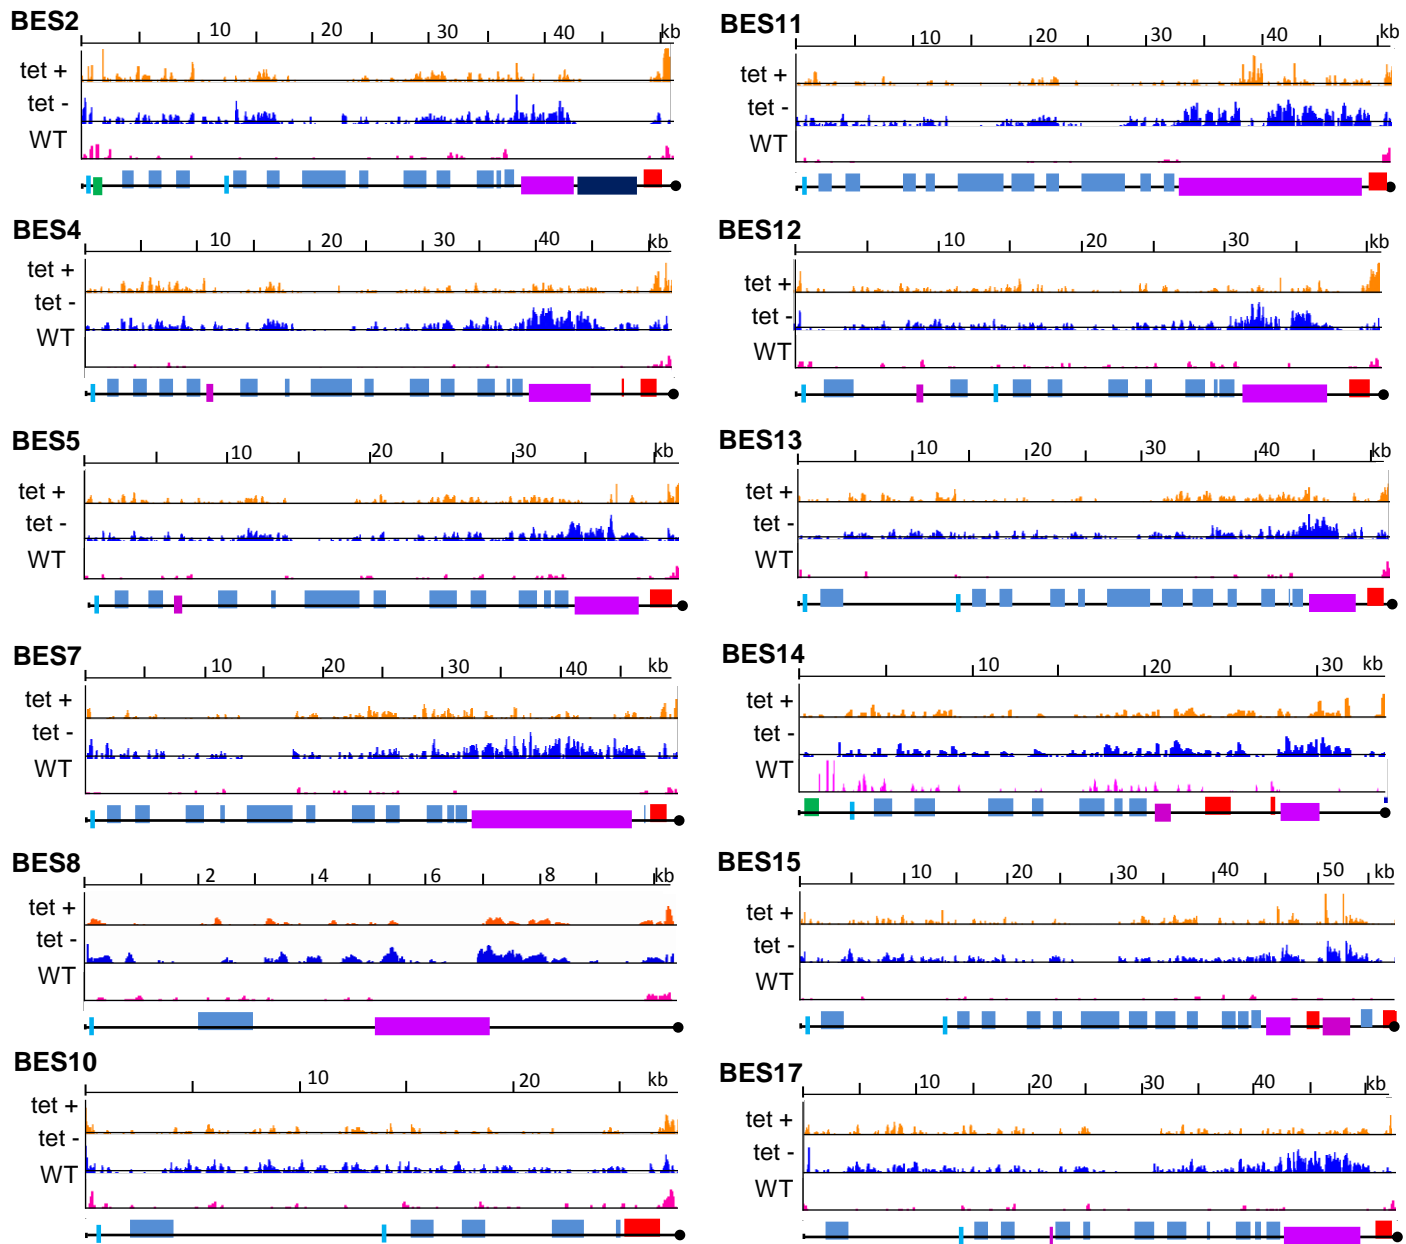 BES2
10 20 30 40 kb
tet +
tet -
WT
BES4
10 20 30 40 kb
tet +
tet -
WT
BES5
10 20 30 kb
tet +
tet -
WT
BES7
10 20 30 40 kb
tet +
tet -
WT
BES8
2 4 6 8 kb
tet +
tet -
WT
BES10
10 20 kb
tet +
tet -
WT
BES11
10 20 30 40 kb
tet +
tet -
WT
BES12
10 20 30 kb
tet +
tet -
WT
BES13
10 20 30 40 kb
tet +
tet -
WT
BES14
10 20 30 kb
tet +
tet -
WT
BES15
10 20 30 40 50 kb
tet +
tet -
WT
BES17
10 20 30 40 kb
tet +
tet -
WT